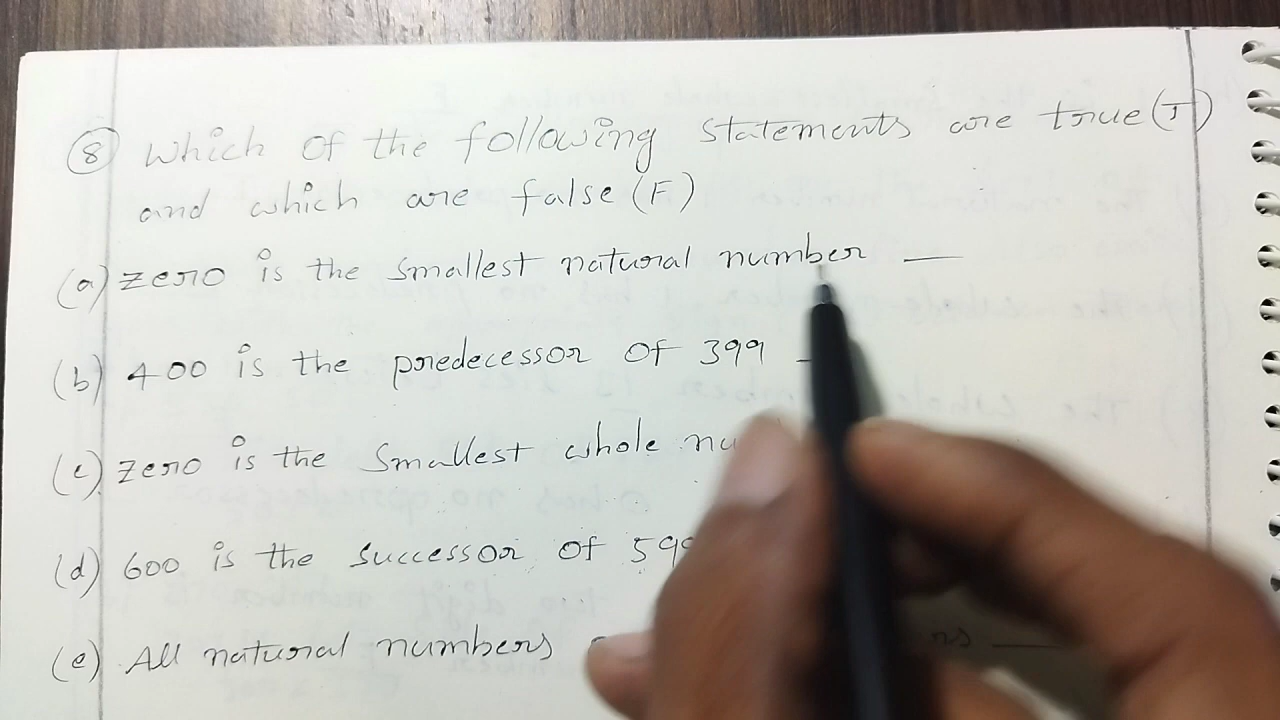 ⑧ Which of the following statements are true(T)
and which are false(F)
(a) zero is the smallest natural number —
(b) 400 is the predecessor of 399 —
(c) zero is the smallest whole
(d) 600 is the successor of
(e) All natural numbers —